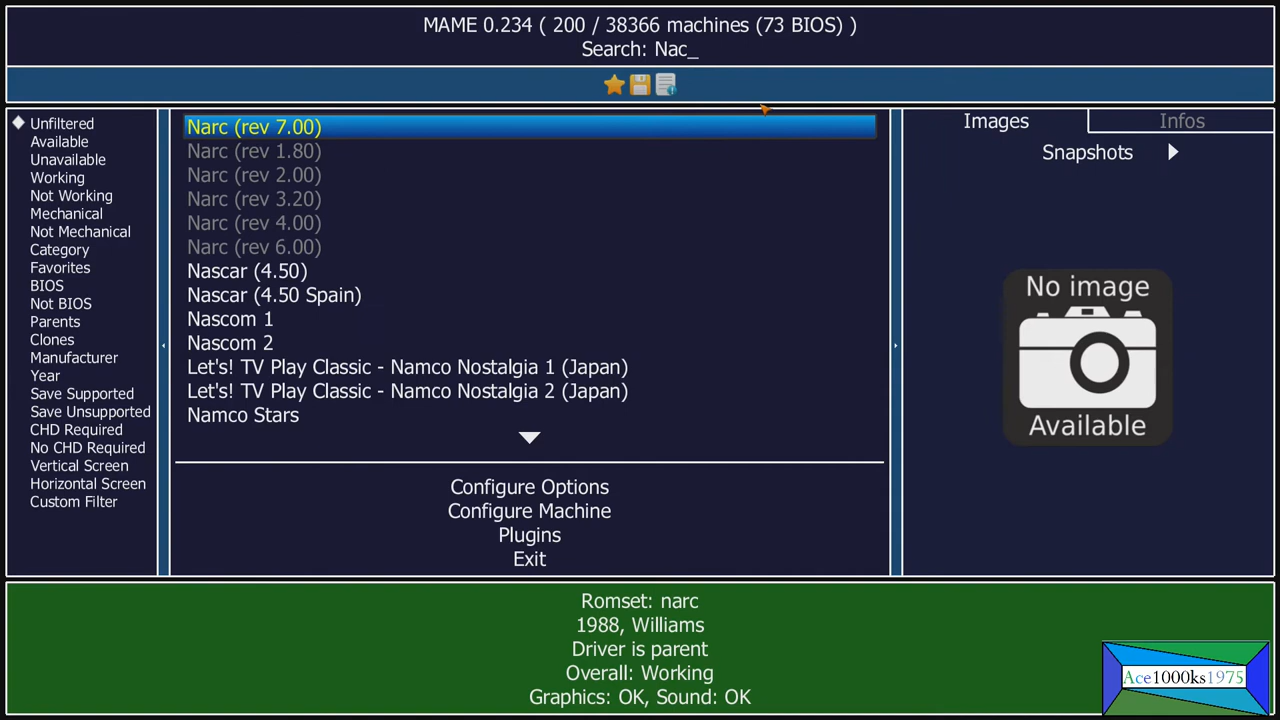 MAME 0.234 ( 200 / 38366 machines (73 BIOS) )
Search: Nac_
Unfiltered
Available
Unavailable
Working
Not Working
Mechanical
Not Mechanical
Category
Favorites
BIOS
Not BIOS
Parents
Clones
Manufacturer
Year
Save Supported
Save Unsupported
CHD Required
No CHD Required
Vertical Screen
Horizontal Screen
Custom Filter
Narc (rev 7.00)
Narc (rev 1.80)
Narc (rev 2.00)
Narc (rev 3.20)
Narc (rev 4.00)
Narc (rev 6.00)
Nascar (4.50)
Nascar (4.50 Spain)
Nascom 1
Nascom 2
Let's! TV Play Classic - Namco Nostalgia 1 (Japan)
Let's! TV Play Classic - Namco Nostalgia 2 (Japan)
Namco Stars
Configure Options
Configure Machine
Plugins
Exit
Images
Infos
Snapshots
No image
Available
Romset: narc
1988, Williams
Driver is parent
Overall: Working
Graphics: OK, Sound: OK
Ace1000ks1975